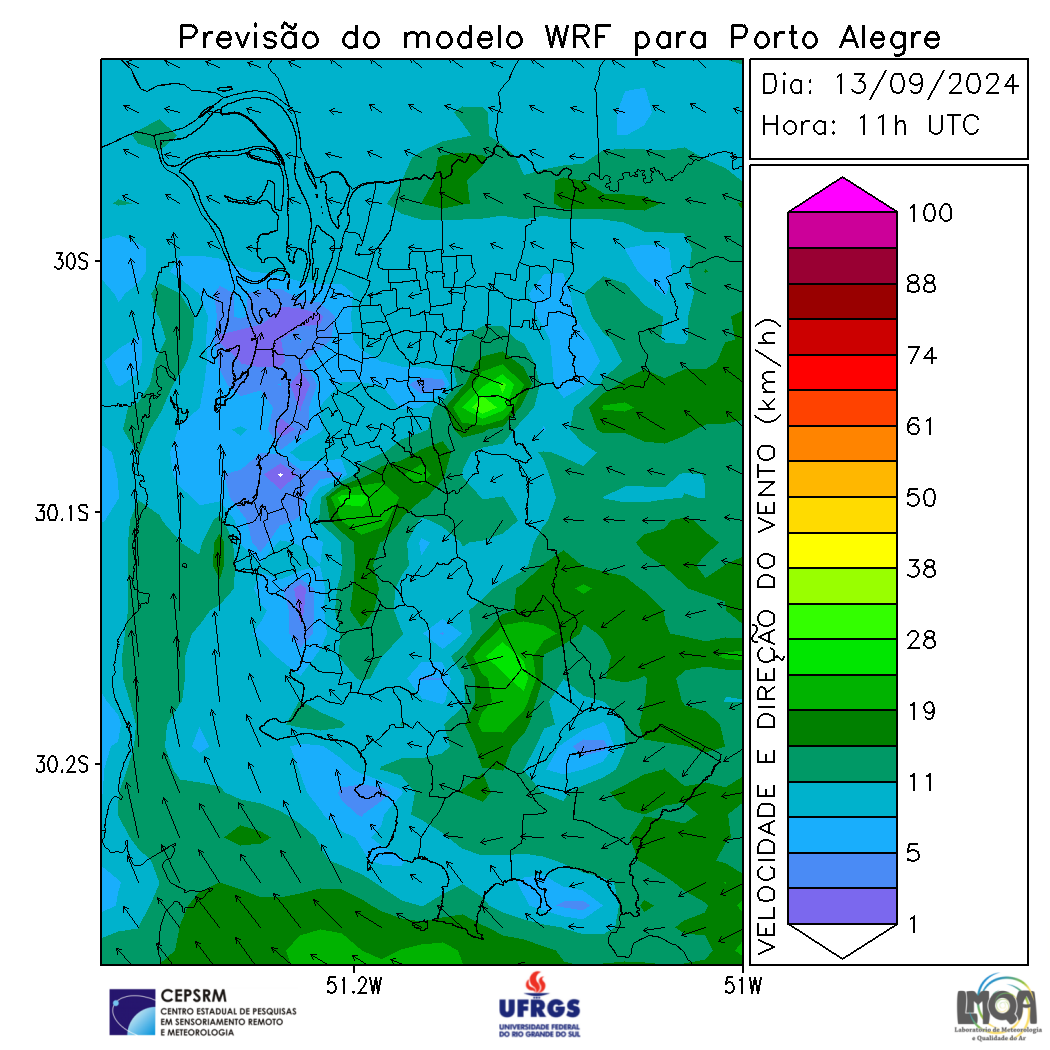 Previsão do modelo WRF para Porto Alegre
Dia: 13/09/2024
Hora: 11h UTC
30S
30.1S
30.2S
51.2W
51W
VELOCIDADE E DIREÇÃO DO VENTO (km/h)
100
88
74
61
50
38
28
19
11
5
1
CEPSRM
CENTRO ESTADUAL DE PESQUISAS
EM SENSORIAMENTO REMOTO
E METEOROLOGIA
UFRGS
UNIVERSIDADE FEDERAL
DO RIO GRANDE DO SUL
LMQA
Laboratório de Meteorologia
e Qualidade do Ar